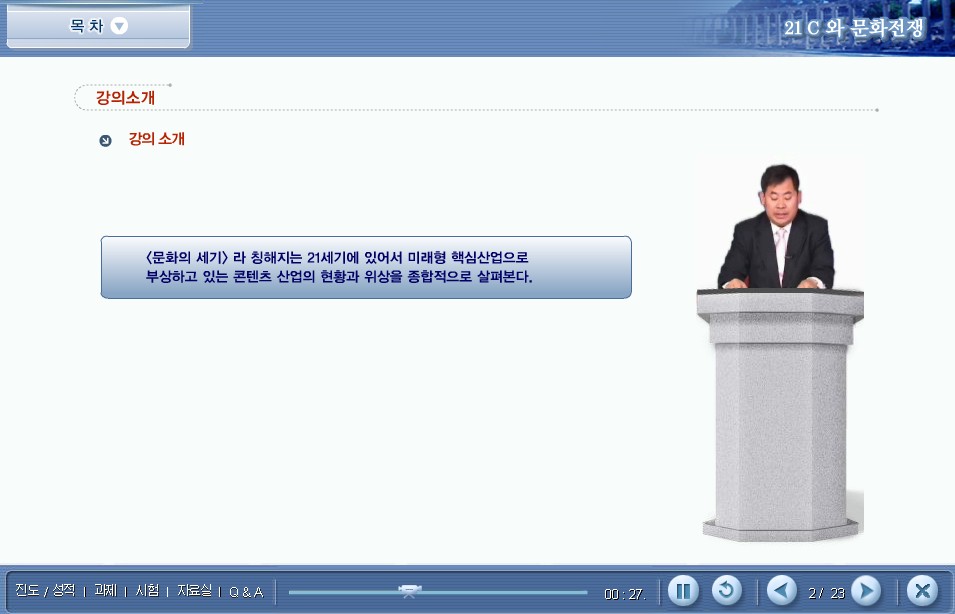 목 차
21 C 와 문화전쟁
강의소개
강의 소개
<문화의 세기> 라 칭해지는 21세기에 있어서 미래형 핵심산업으로
부상하고 있는 콘텐츠 산업의 현황과 위상을 종합적으로 살펴본다.
진도 / 성적 | 과제 | 시험 | 자료실 | Q & A
00 : 27.
2 / 23